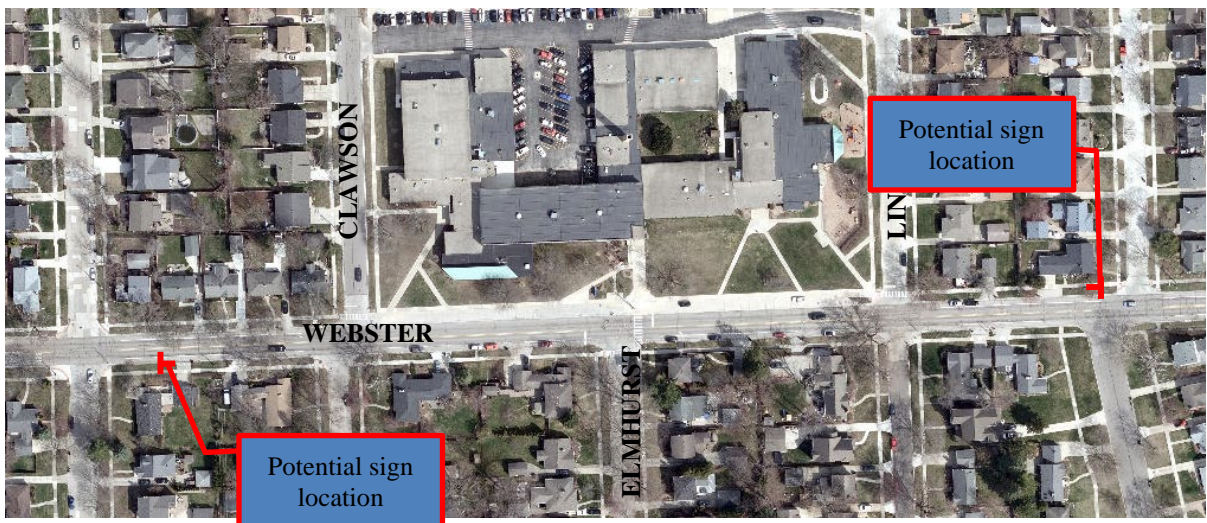 CLAWSON
Potential sign
location
LIN
WEBSTER
ELMHURST
Potential sign
location